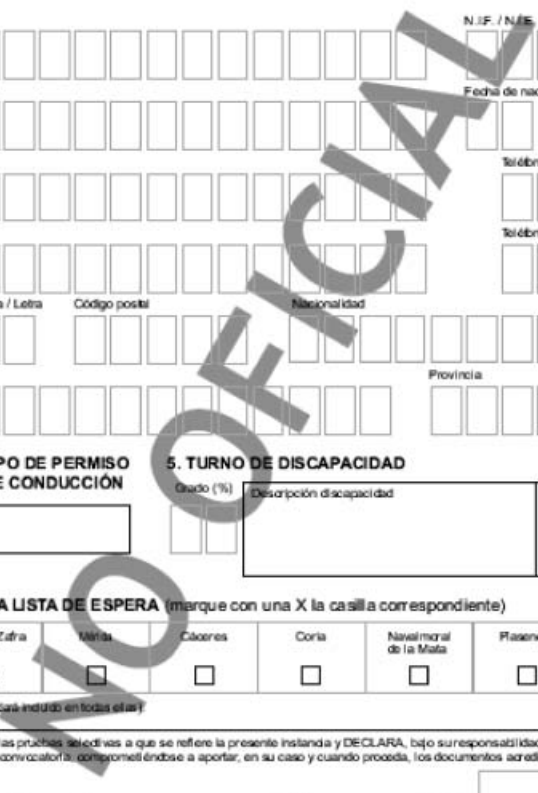 N.I.F. / N.I.E.
Fecha de nac
Teléfon
Teléfon
/ Letra Código postal Nacionalidad
Provincia
PO DE PERMISO
E CONDUCCIÓN
5. TURNO DE DISCAPACIDAD
Grado (%) Descripción discapacidad
A LISTA DE ESPERA (marque con una X la casilla correspondiente)
Zafra Mérida Cáceres Coria Navalmoral de la Mata Plasenc
ará incluido en todas ellas):
las pruebas selectivas a que se refiere la presente instancia y DECLARA, bajo su responsabilidad
convocatoria, comprometiéndose a aportar, en su caso y cuando proceda, los documentos acredi
NO OFICIAL